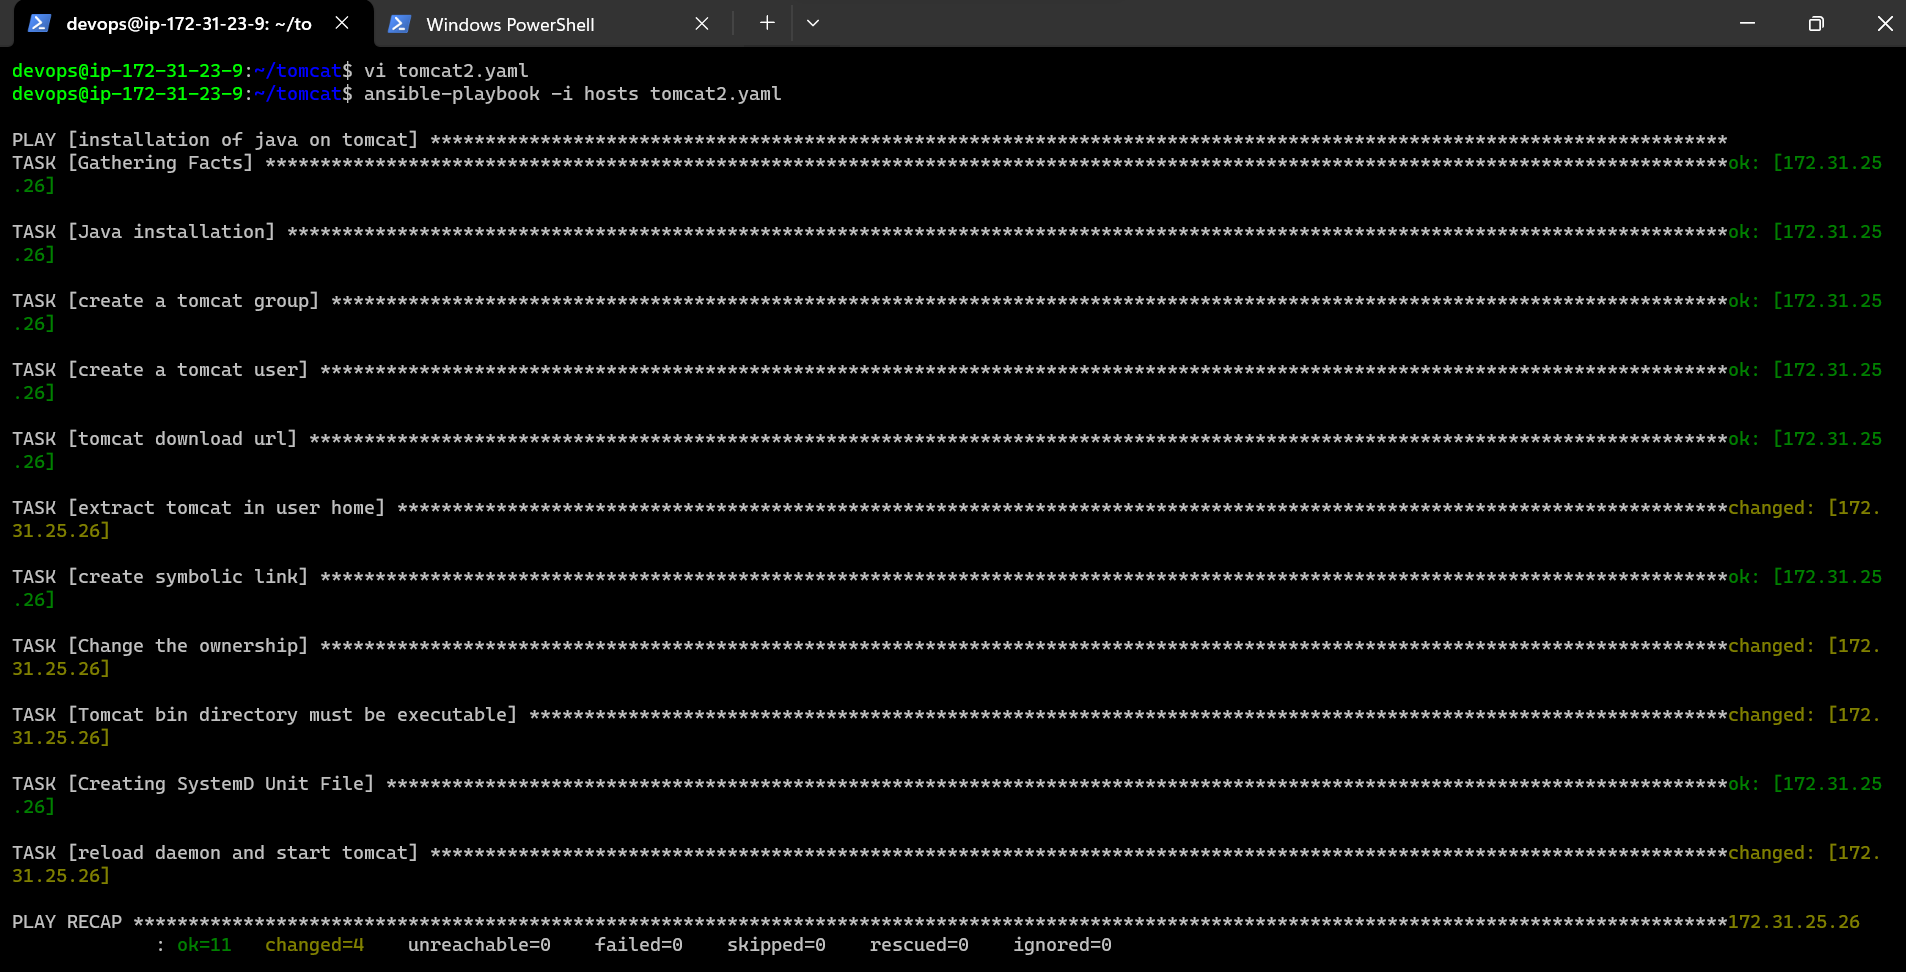 devops@ip-172-31-23-9: ~/to
Windows PowerShell
devops@ip-172-31-23-9:~/tomcat$ vi tomcat2.yaml
devops@ip-172-31-23-9:~/tomcat$ ansible-playbook -i hosts tomcat2.yaml
PLAY [installation of java on tomcat] **********************************************************************************************************************
TASK [Gathering Facts] *************************************************************************************************************************************ok: [172.31.25
.26]
TASK [Java installation] ***********************************************************************************************************************************ok: [172.31.25
.26]
TASK [create a tomcat group] *******************************************************************************************************************************ok: [172.31.25
.26]
TASK [create a tomcat user] ********************************************************************************************************************************ok: [172.31.25
.26]
TASK [tomcat download url] *********************************************************************************************************************************ok: [172.31.25
.26]
TASK [extract tomcat in user home] *************************************************************************************************************************changed: [172.
31.25.26]
TASK [create symbolic link] ********************************************************************************************************************************ok: [172.31.25
.26]
TASK [Change the ownership] ********************************************************************************************************************************changed: [172.
31.25.26]
TASK [Tomcat bin directory must be executable] *************************************************************************************************************changed: [172.
31.25.26]
TASK [Creating SystemD Unit File] **************************************************************************************************************************ok: [172.31.25
.26]
TASK [reload daemon and start tomcat] **********************************************************************************************************************changed: [172.
31.25.26]
PLAY RECAP *************************************************************************************************************************************************172.31.25.26
: ok=11 changed=4 unreachable=0 failed=0 skipped=0 rescued=0 ignored=0